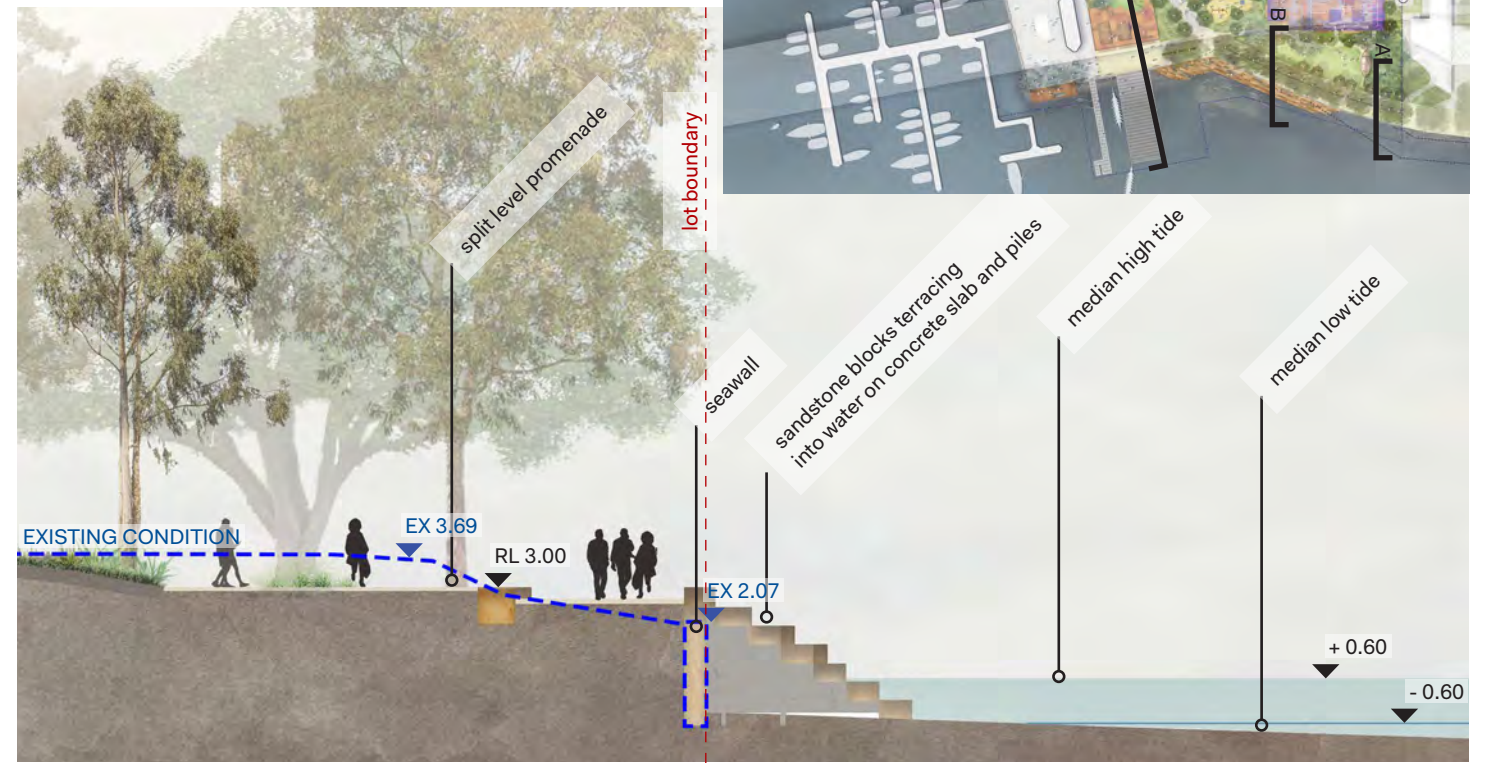 B
A
split level promenade
lot boundary
seawall
sandstone blocks terracing
into water on concrete slab and piles
median high tide
median low tide
EXISTING CONDITION
EX 3.69
RL 3.00
EX 2.07
+ 0.60
- 0.60